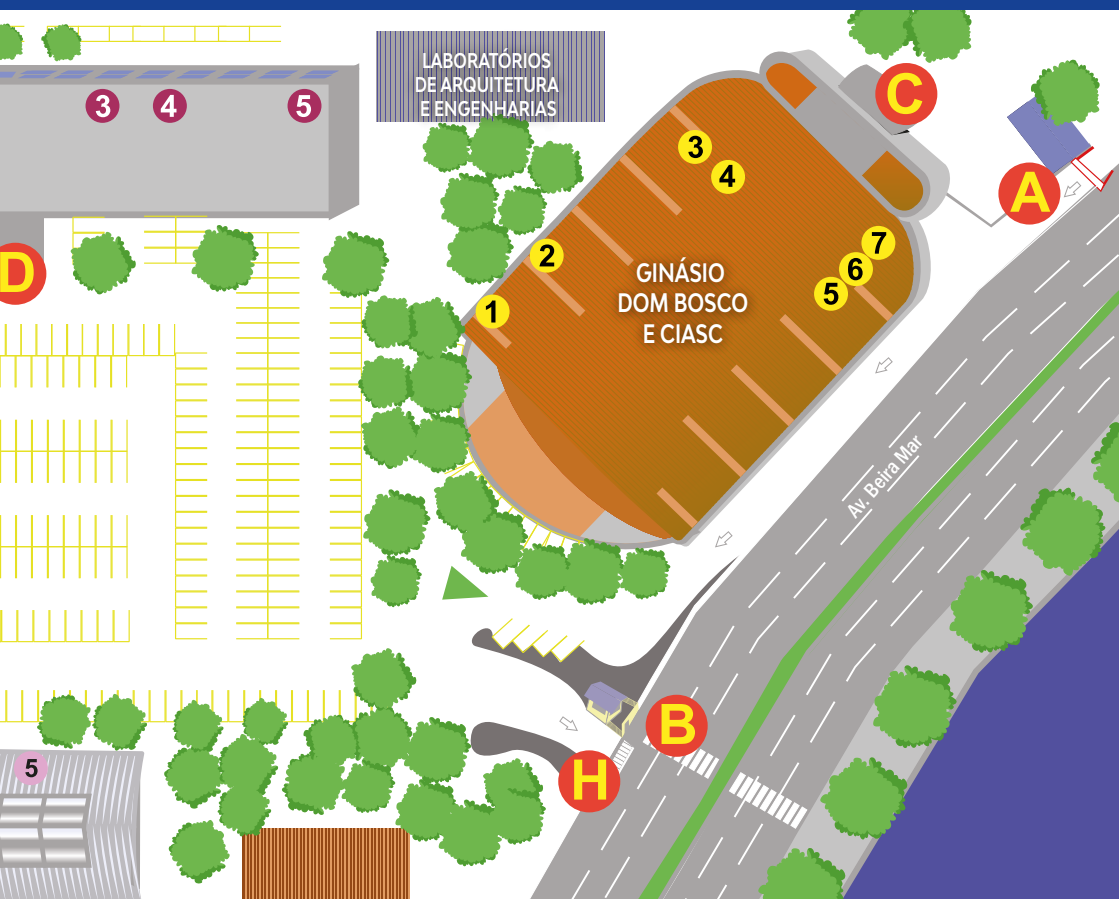 LABORATÓRIOS
DE ARQUITETURA
E ENGENHARIAS
3
4
5
C
A
3
4
7
6
5
2
1
GINÁSIO
DOM BOSCO
E CIASC
D
Av. Beira Mar
B
H
5